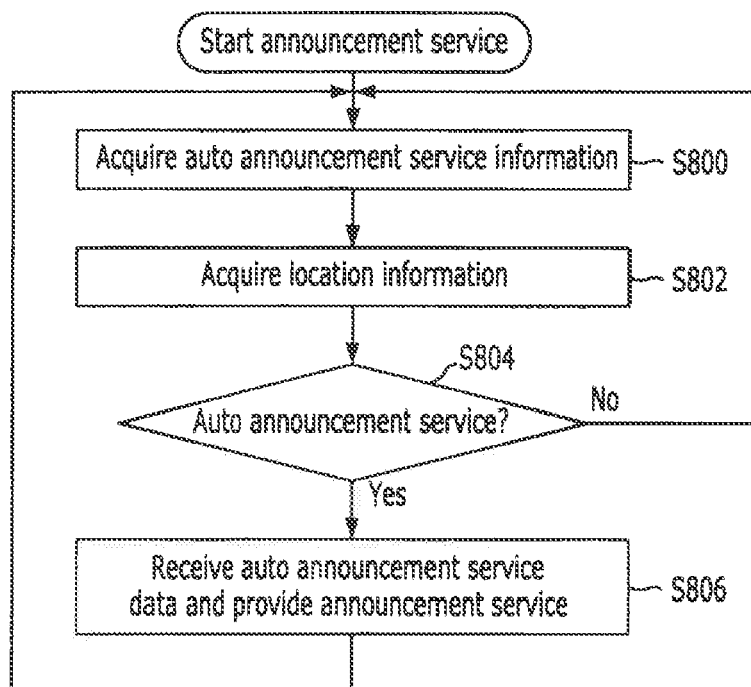 Start announcement service
Acquire auto announcement service information
S800
Acquire location information
S802
S804
Auto announcement service?
No
Yes
Receive auto announcement service
data and provide announcement service
S806